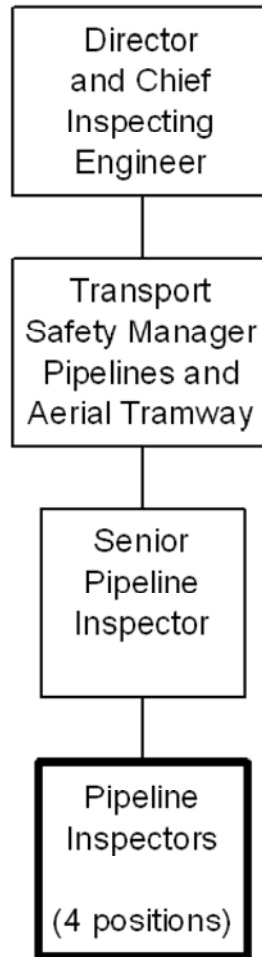 Director
and Chief
Inspecting
Engineer
Transport
Safety Manager
Pipelines and
Aerial Tramway
Senior
Pipeline
Inspector
Pipeline
Inspectors
(4 positions)